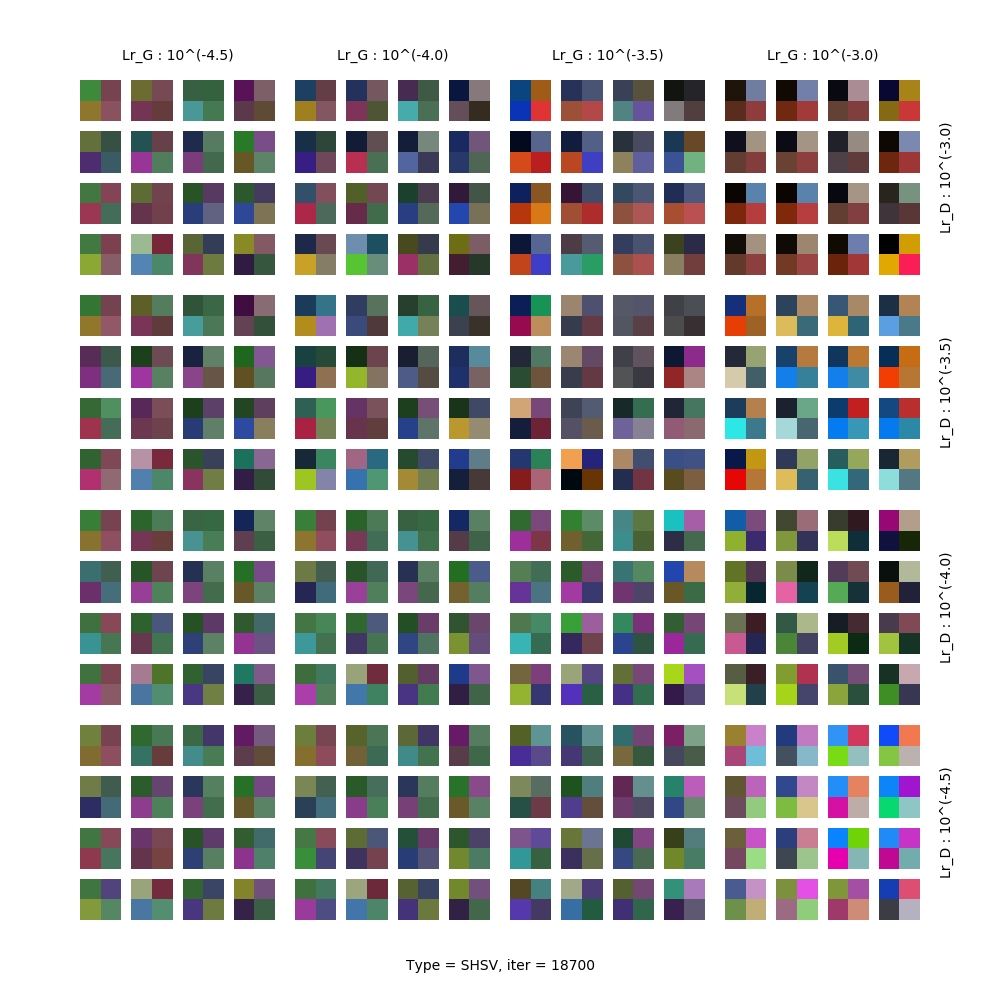 Lr_G : 10^(-4.5)
Lr_G : 10^(-4.0)
Lr_G : 10^(-3.5)
Lr_G : 10^(-3.0)
Lr_D : 10^(-3.0)
Lr_D : 10^(-3.5)
Lr_D : 10^(-4.0)
Lr_D : 10^(-4.5)
Type = SHSV, iter = 18700